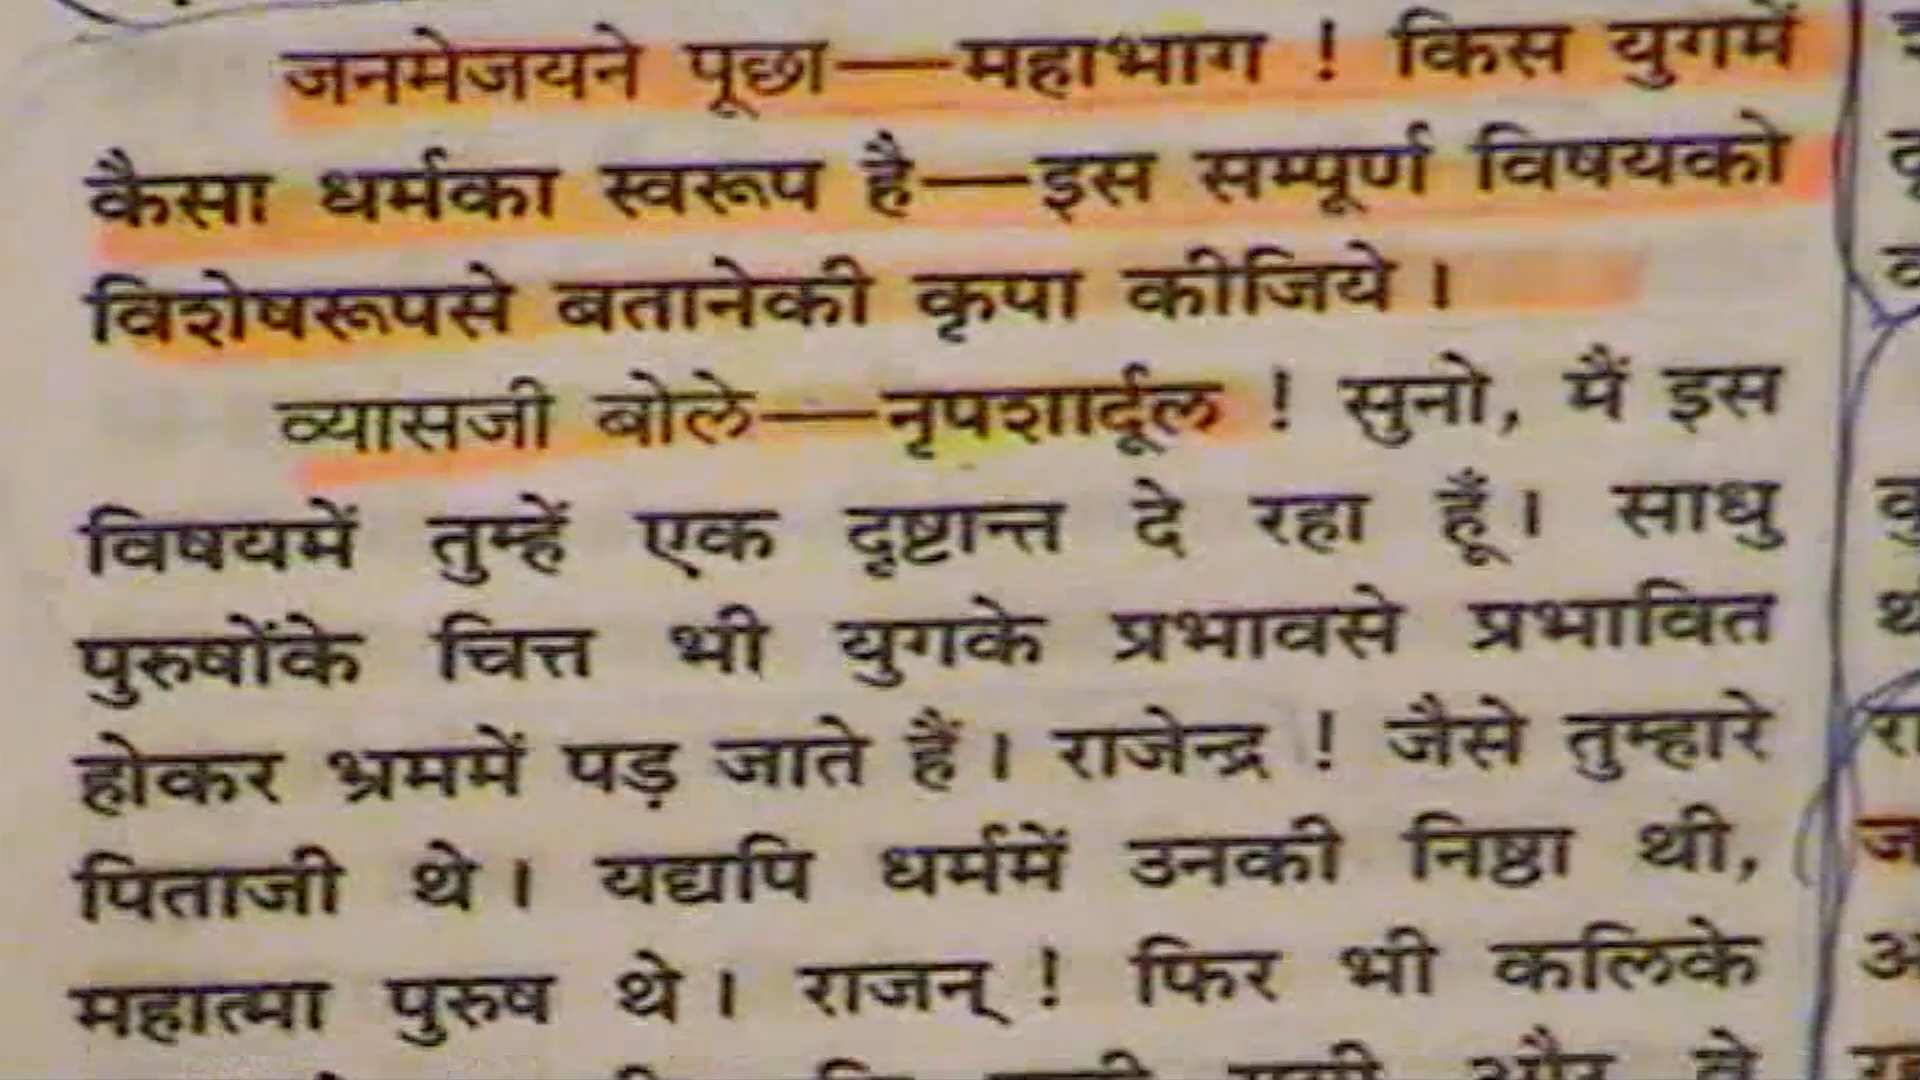 जनमेजयने पूछा—महाभाग ! किस युगमें
कैसा धर्मका स्वरूप है—इस सम्पूर्ण विषयको
विशेषरूपसे बतानेकी कृपा कीजिये ।
व्यासजी बोले—नृपशार्दूल ! सुनो, मैं इस
विषयमें तुम्हें एक दृष्टान्त दे रहा हूँ । साधु
पुरुषोंके चित्त भी युगके प्रभावसे प्रभावित
होकर भ्रममें पड़ जाते हैं । राजेन्द्र ! जैसे तुम्हारे
पिताजी थे । यद्यपि धर्ममें उनकी निष्ठा थी,
महात्मा पुरुष थे । राजन् ! फिर भी कलिके